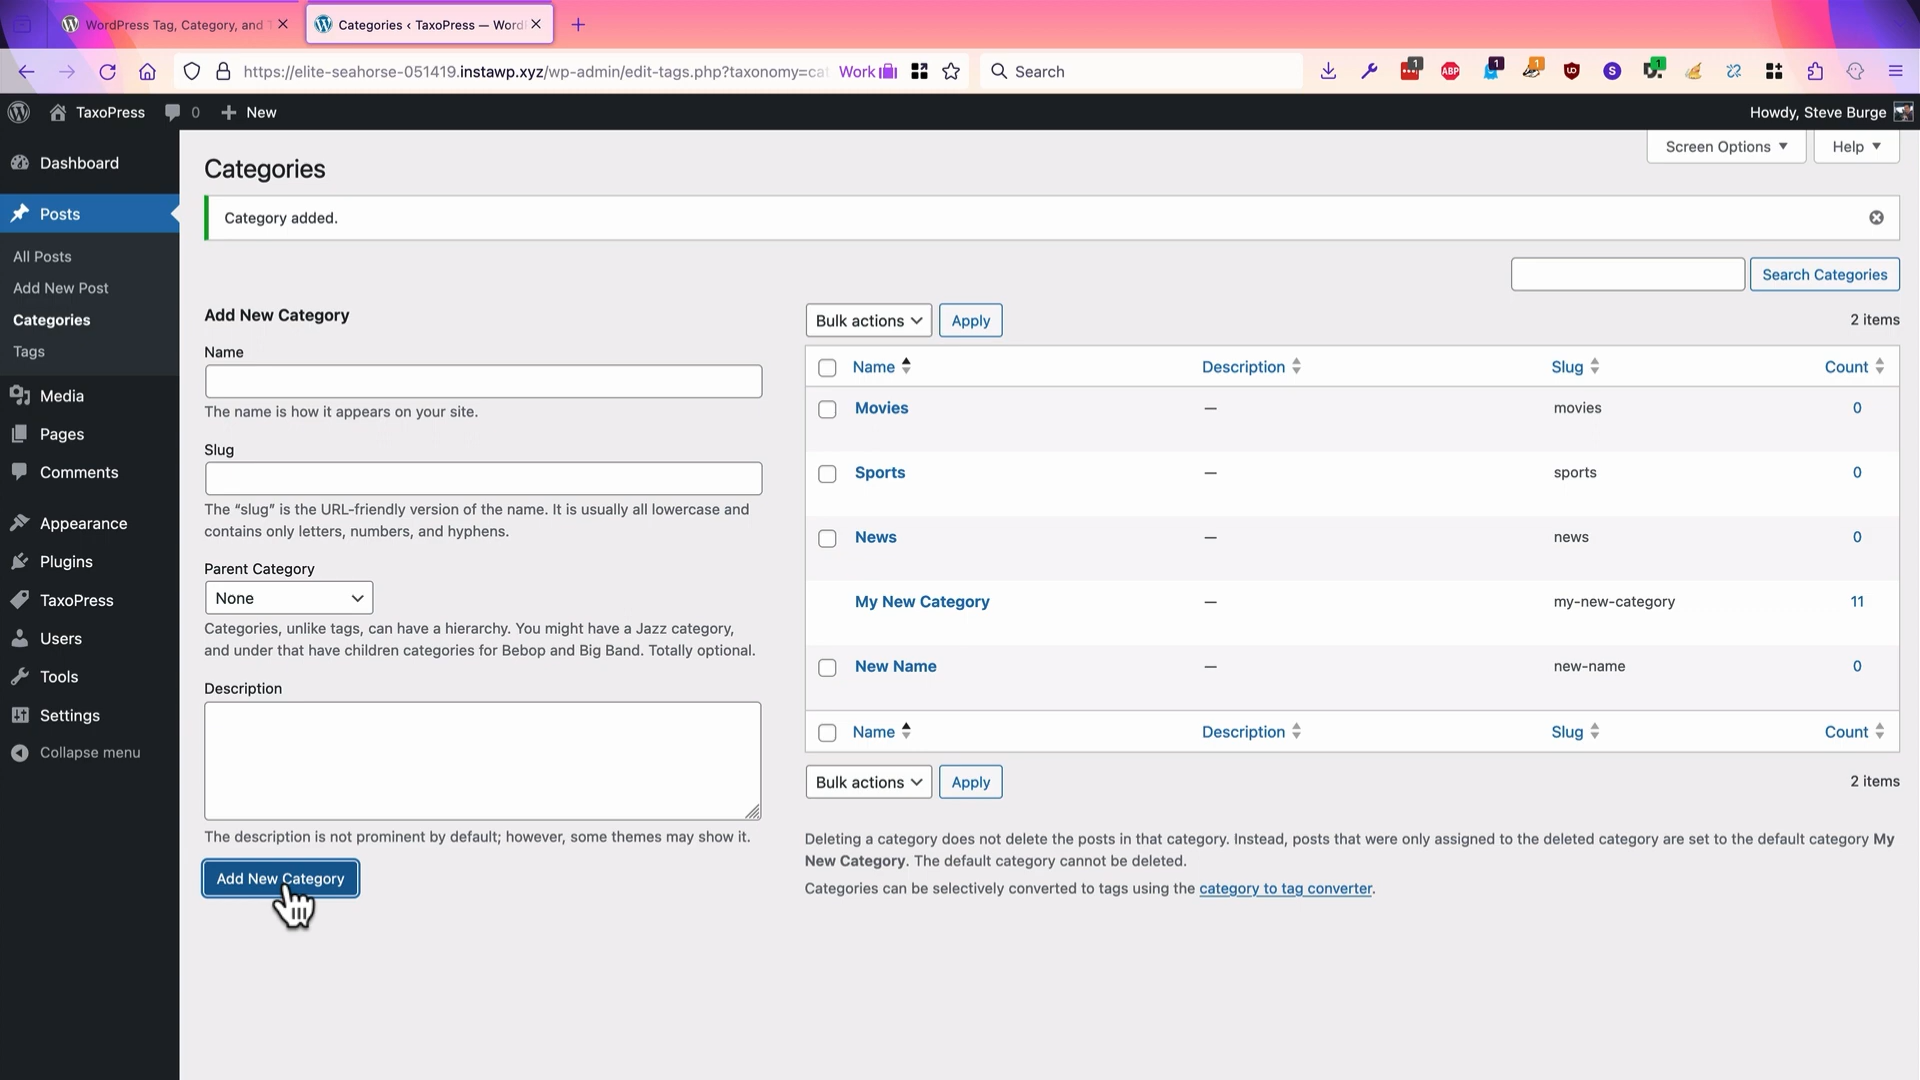 WordPress Tag, Category, and T
Categories ‹ TaxoPress — Word
https://elite-seahorse-051419.instawp.xyz/wp-admin/edit-tags.php?taxonomy=cat
Work
Search
1
ABP
1
1
S
1
TaxoPress
0
New
Howdy, Steve Burge
Dashboard
Posts
All Posts
Add New Post
Categories
Tags
Media
Pages
Comments
Appearance
Plugins
TaxoPress
Users
Tools
Settings
Collapse menu
Screen Options
Help
Categories
Category added.
Search Categories
Add New Category
Name
The name is how it appears on your site.
Slug
The “slug” is the URL-friendly version of the name. It is usually all lowercase and
contains only letters, numbers, and hyphens.
Parent Category
None
Categories, unlike tags, can have a hierarchy. You might have a Jazz category,
and under that have children categories for Bebop and Big Band. Totally optional.
Description
The description is not prominent by default; however, some themes may show it.
Add New Category
Bulk actions Apply 2 items
Name Description Slug Count
Movies — movies 0
Sports — sports 0
News — news 0
My New Category — my-new-category 11
New Name — new-name 0
Name Description Slug Count
Bulk actions Apply 2 items
Deleting a category does not delete the posts in that category. Instead, posts that were only assigned to the deleted category are set to the default category My
New Category. The default category cannot be deleted.
Categories can be selectively converted to tags using the category to tag converter.